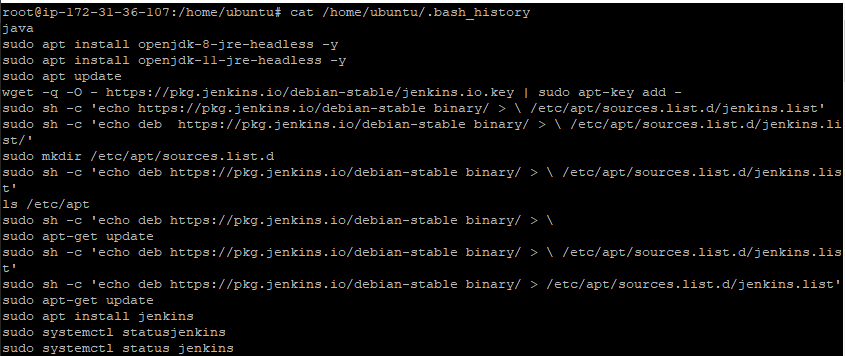 root@ip-172-31-36-107:/home/ubuntu# cat /home/ubuntu/.bash_history
java
sudo apt install openjdk-8-jre-headless -y
sudo apt install openjdk-11-jre-headless -y
sudo apt update
wget -q -O - https://pkg.jenkins.io/debian-stable/jenkins.io.key | sudo apt-key add -
sudo sh -c 'echo https://pkg.jenkins.io/debian-stable binary/ > \ /etc/apt/sources.list.d/jenkins.list'
sudo sh -c 'echo deb  https://pkg.jenkins.io/debian-stable binary/ > \ /etc/apt/sources.list.d/jenkins.li
st/'
sudo mkdir /etc/apt/sources.list.d
sudo sh -c 'echo deb https://pkg.jenkins.io/debian-stable binary/ > \ /etc/apt/sources.list.d/jenkins.lis
t'
ls /etc/apt
sudo sh -c 'echo deb https://pkg.jenkins.io/debian-stable binary/ > \
sudo apt-get update
sudo sh -c 'echo deb https://pkg.jenkins.io/debian-stable binary/ > \ /etc/apt/sources.list.d/jenkins.lis
t'
sudo sh -c 'echo deb https://pkg.jenkins.io/debian-stable binary/ > /etc/apt/sources.list.d/jenkins.list'
sudo apt-get update
sudo apt install jenkins
sudo systemctl statusjenkins
sudo systemctl status jenkins